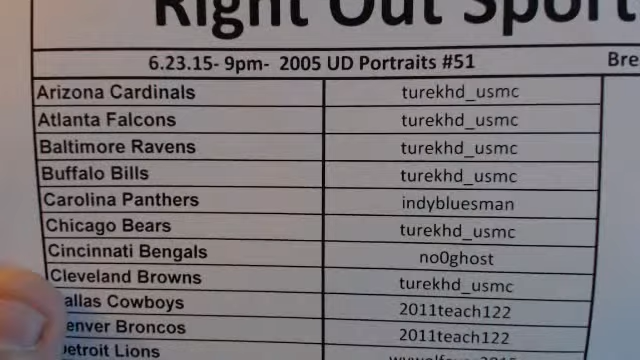 Right Out Sport
6.23.15- 9pm- 2005 UD Portraits #51 Bre
Arizona Cardinals turekhd_usmc
Atlanta Falcons turekhd_usmc
Baltimore Ravens turekhd_usmc
Buffalo Bills turekhd_usmc
Carolina Panthers indybluesman
Chicago Bears turekhd_usmc
Cincinnati Bengals no0ghost
Cleveland Browns turekhd_usmc
allas Cowboys 2011teach122
enver Broncos 2011teach122
etroit Lions